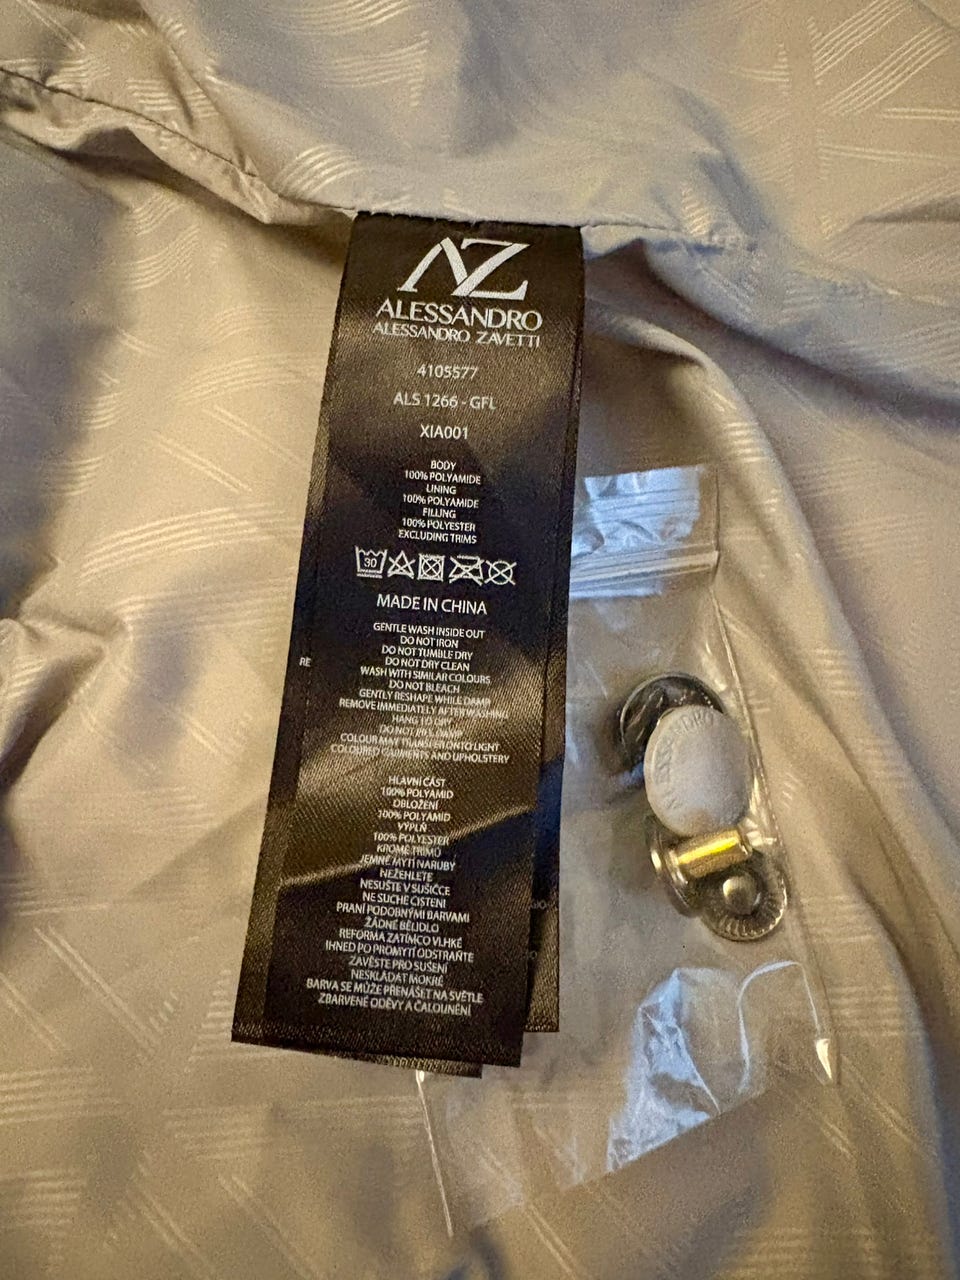 AZ
ALESSANDRO
ALESSANDRO ZAVETTI
4105577
ALS 1266 - GFL
XIA001
BODY
100% POLYAMIDE
LINING
100% POLYAMIDE
FILLING
100% POLYESTER
EXCLUDING TRIMS
30
MADE IN CHINA
GENTLE WASH INSIDE OUT
DO NOT IRON
DO NOT TUMBLE DRY
DO NOT DRY CLEAN
WASH WITH SIMILAR COLOURS
DO NOT BLEACH
GENTLY RESHAPE WHILE DAMP
REMOVE IMMEDIATELY AFTER WASHING
HANG TO DRY
DO NOT DAMP
COLOUR MAY TRANSFER ONTO LIGHT
COLOURED GARMENTS AND UPHOLSTERY
RE
HLAVNÍ ČÁST
100% POLYAMID
OBLOŽENÍ
100% POLYAMID
VÝPLŇ
100% POLYESTER
KROMĚ TRIMŮ
JEMNÉ MYTÍ NARUBY
NEŽEHLETE
NESUŠTE V SUŠIČCE
NE SUCHÉ ČISTENÍ
PRANÍ PODOBNÝMI BARVAMI
ŽÁDNÉ BĚLIDLO
REFORMA ZATÍMCO VLHKÉ
IHNED PO PROMYTÍ ODSTRAŇTE
ZAVĚSTE PRO SUŠENÍ
NESKLÁDAT MOKRÉ
BARVA SE MŮŽE PŘENÁŠET NA SVĚTLE
ZBARVENÉ ODĚVY A ČALOUNĚNÍ